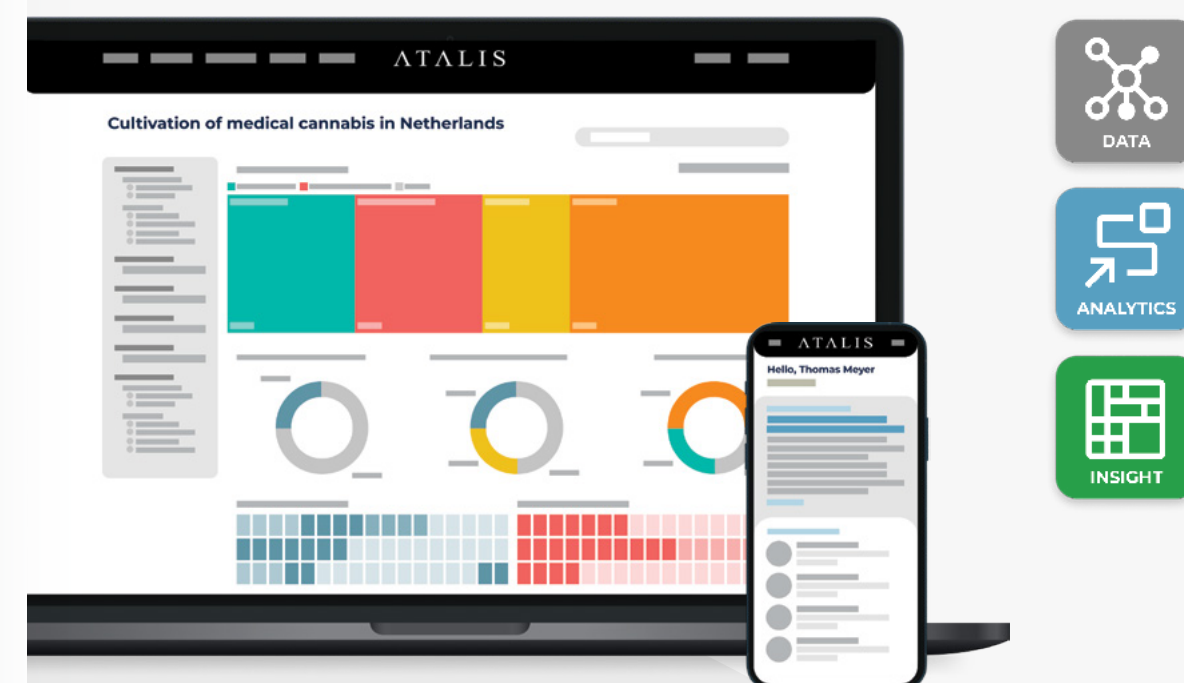 ATALIS
Cultivation of medical cannabis in Netherlands
ATALIS
Hello, Thomas Meyer
DATA
ANALYTICS
INSIGHT